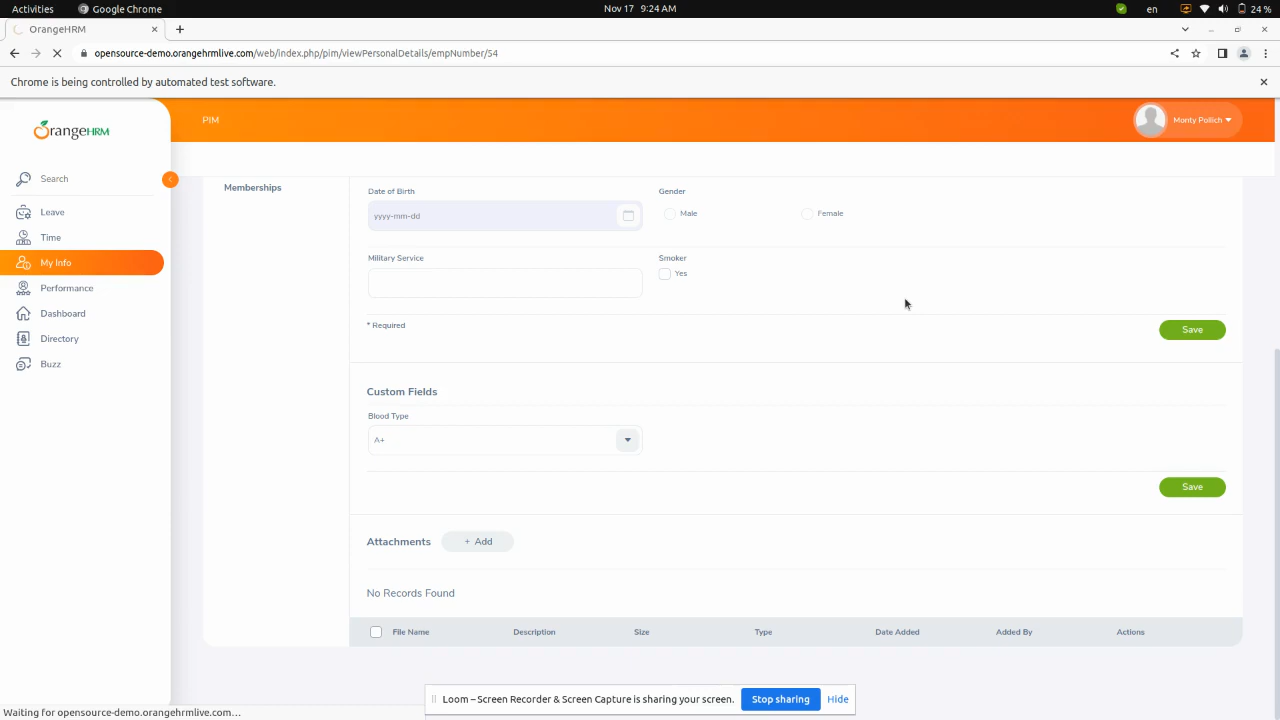 Activities
Google Chrome
Nov 17 9:24 AM
en
24 %
OrangeHRM
opensource-demo.orangehrmlive.com/web/index.php/pim/viewPersonalDetails/empNumber/54
Chrome is being controlled by automated test software.
OrangeHRM
PIM
Monty Pollich
Search
Leave
Time
My Info
Performance
Dashboard
Directory
Buzz
Memberships
Date of Birth
Gender
yyyy-mm-dd
Male
Female
Military Service
Smoker
Yes
* Required
Save
Custom Fields
Blood Type
A+
Save
Attachments
+ Add
No Records Found
File Name Description Size Type Date Added Added By Actions
Loom – Screen Recorder & Screen Capture is sharing your screen.
Stop sharing
Hide
Waiting for opensource-demo.orangehrmlive.com...